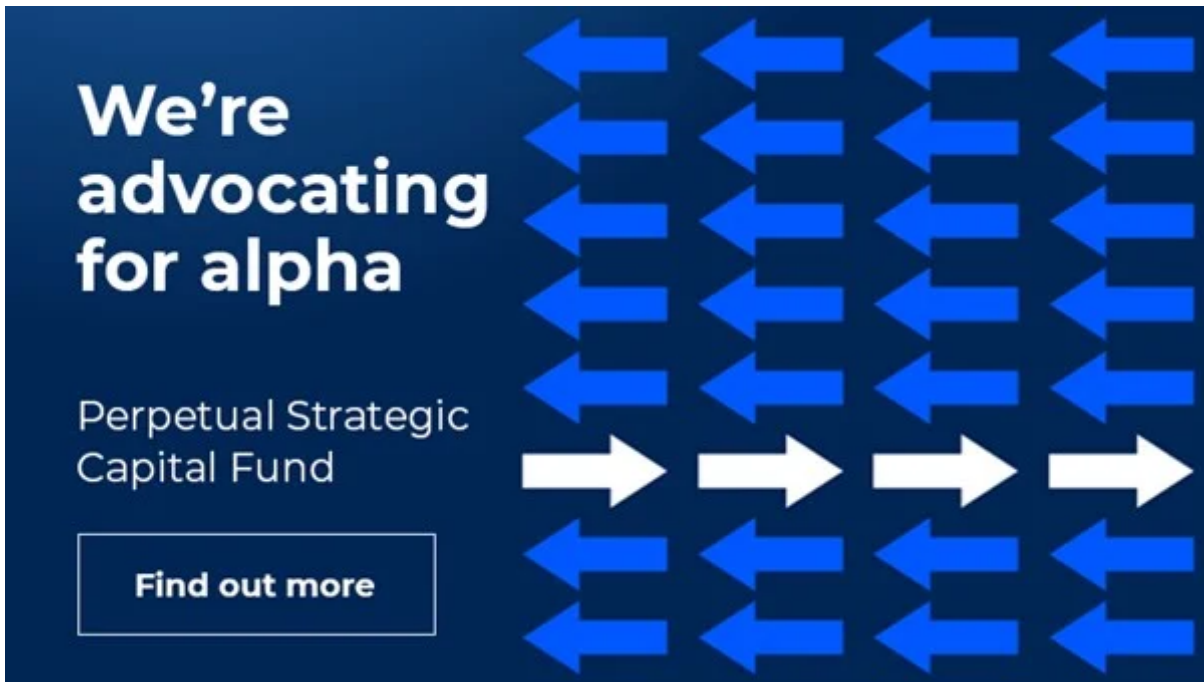 We’re
advocating
for alpha
Perpetual Strategic
Capital Fund
Find out more